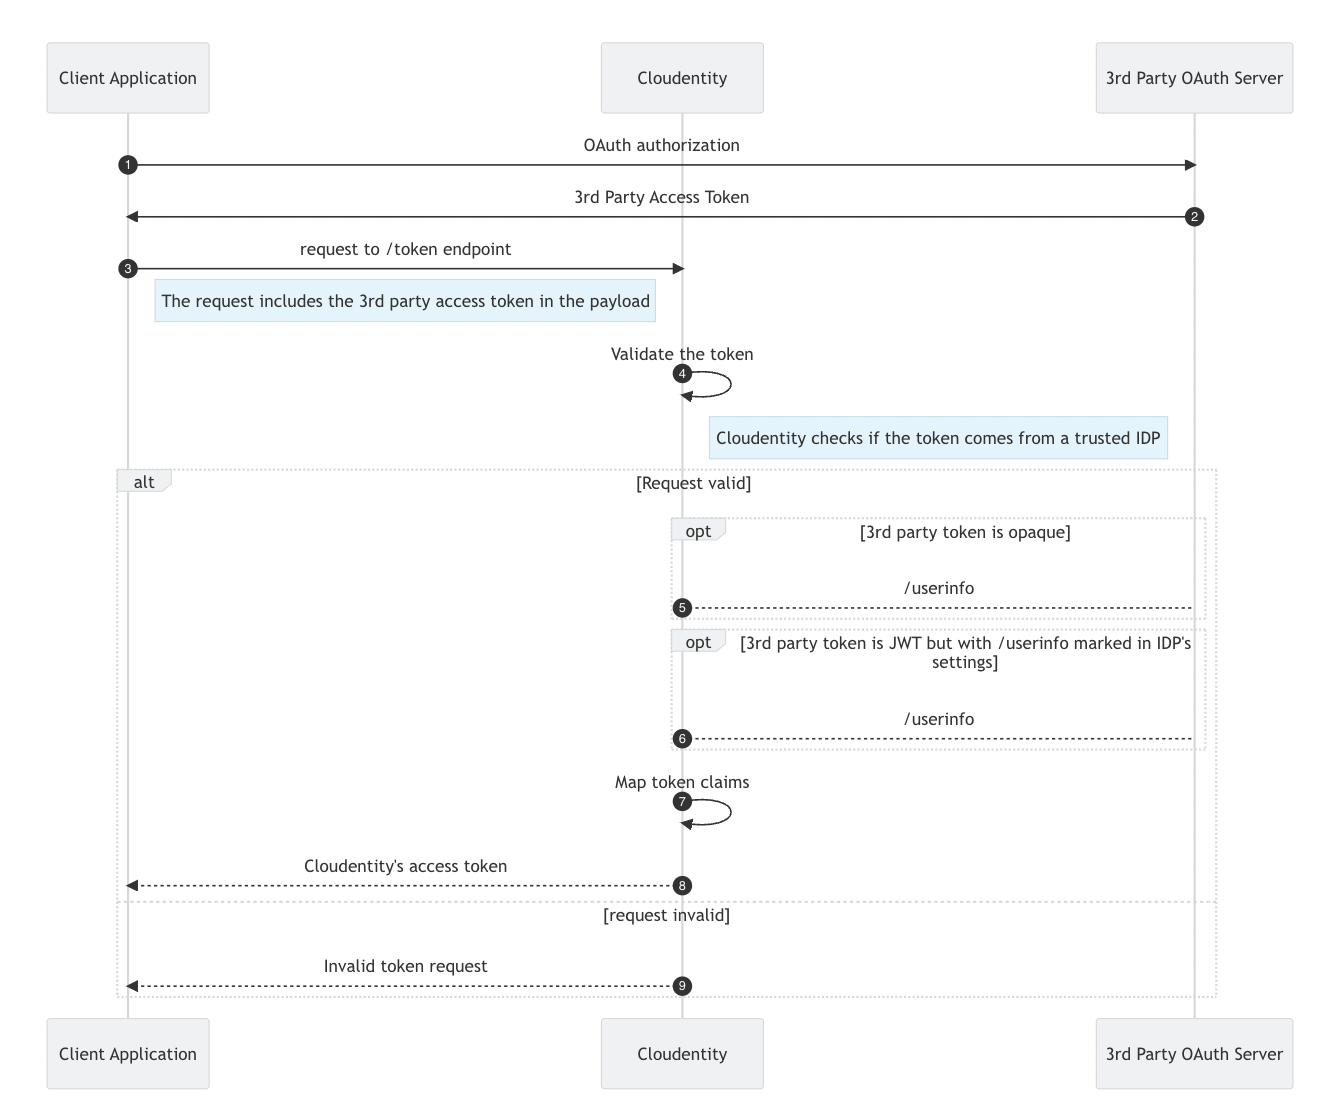 Client Application
Cloudentity
3rd Party OAuth Server
OAuth authorization
1
3rd Party Access Token
2
request to /token endpoint
3
The request includes the 3rd party access token in the payload
Validate the token
4
Cloudentity checks if the token comes from a trusted IDP
alt
[Request valid]
opt
[3rd party token is opaque]
/userinfo
5
opt
[3rd party token is JWT but with /userinfo marked in IDP's
settings]
/userinfo
6
Map token claims
7
Cloudentity's access token
8
[request invalid]
Invalid token request
9
Client Application
Cloudentity
3rd Party OAuth Server